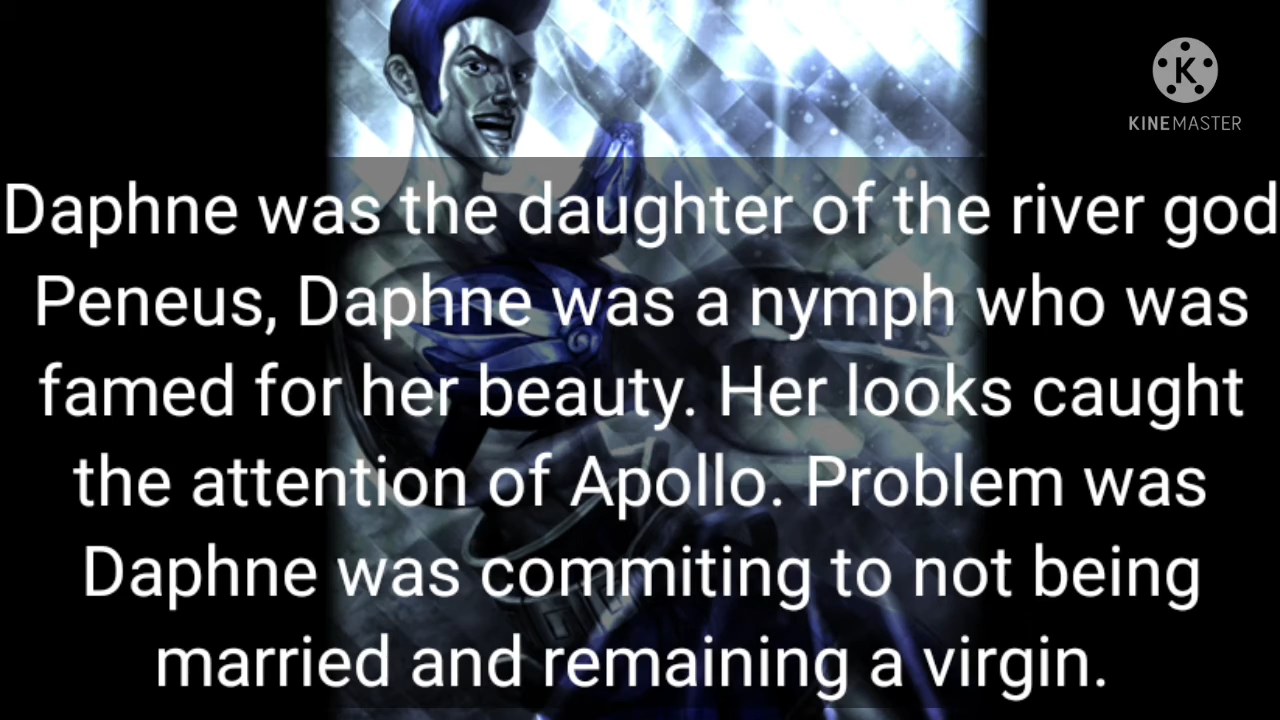 K
KINEMASTER
Daphne was the daughter of the river god
Peneus, Daphne was a nymph who was
famed for her beauty. Her looks caught
the attention of Apollo. Problem was
Daphne was commiting to not being
married and remaining a virgin.